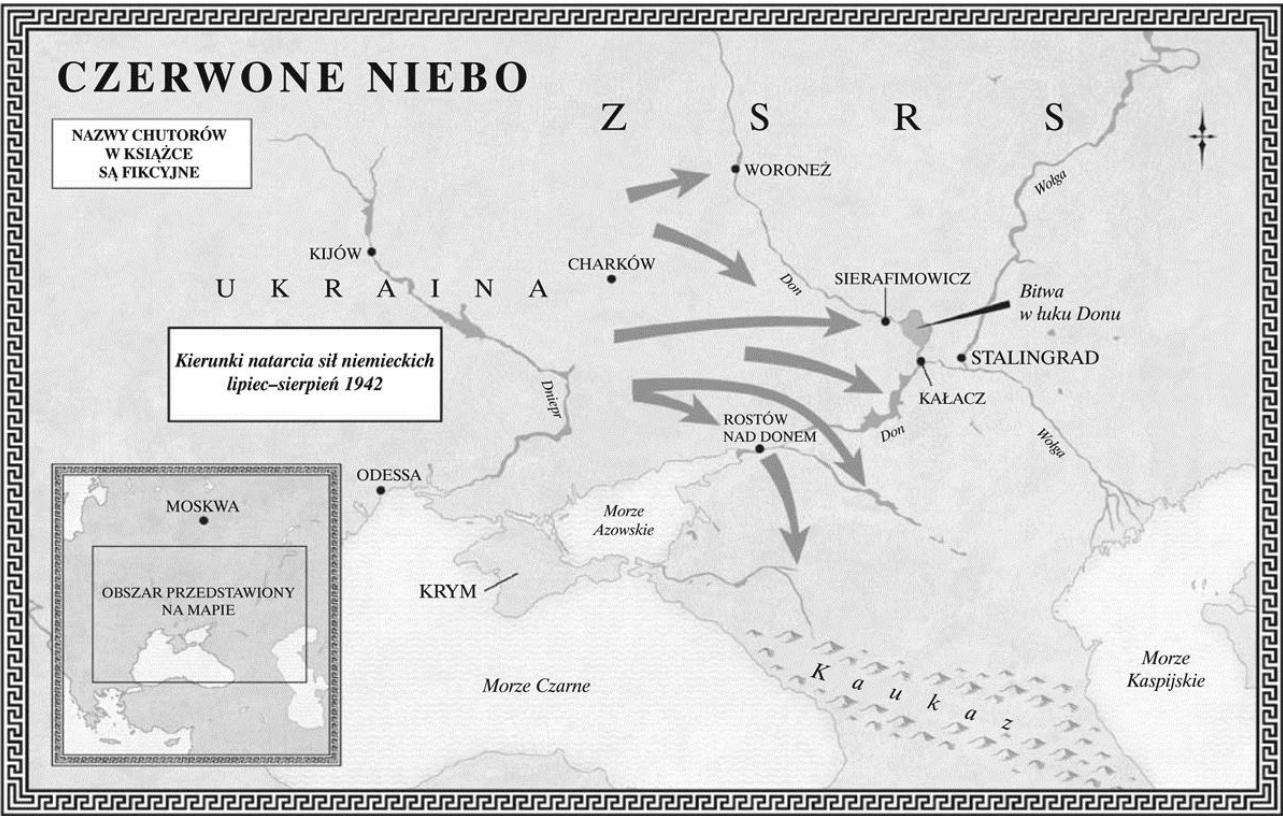 CZERWONE NIEBO
NAZWY CHUTORÓW
W KSIĄŻCE
SĄ FIKCYJNE
Z S R S
WORONEŻ
Wołga
KIJÓW
CHARKÓW
UKRAINA
Don
SIERAFIMOWICZ
Bitwa
w łuku Donu
Kierunki natarcia sił niemieckich
lipiec–sierpień 1942
STALINGRAD
KAŁACZ
Dniepr
ROSTÓW
NAD DONEM
Don
Wołga
ODESSA
MOSKWA
Morze
Azowskie
KRYM
OBSZAR PRZEDSTAWIONY
NA MAPIE
Morze Czarne
Kaukaz
Morze
Kaspijskie